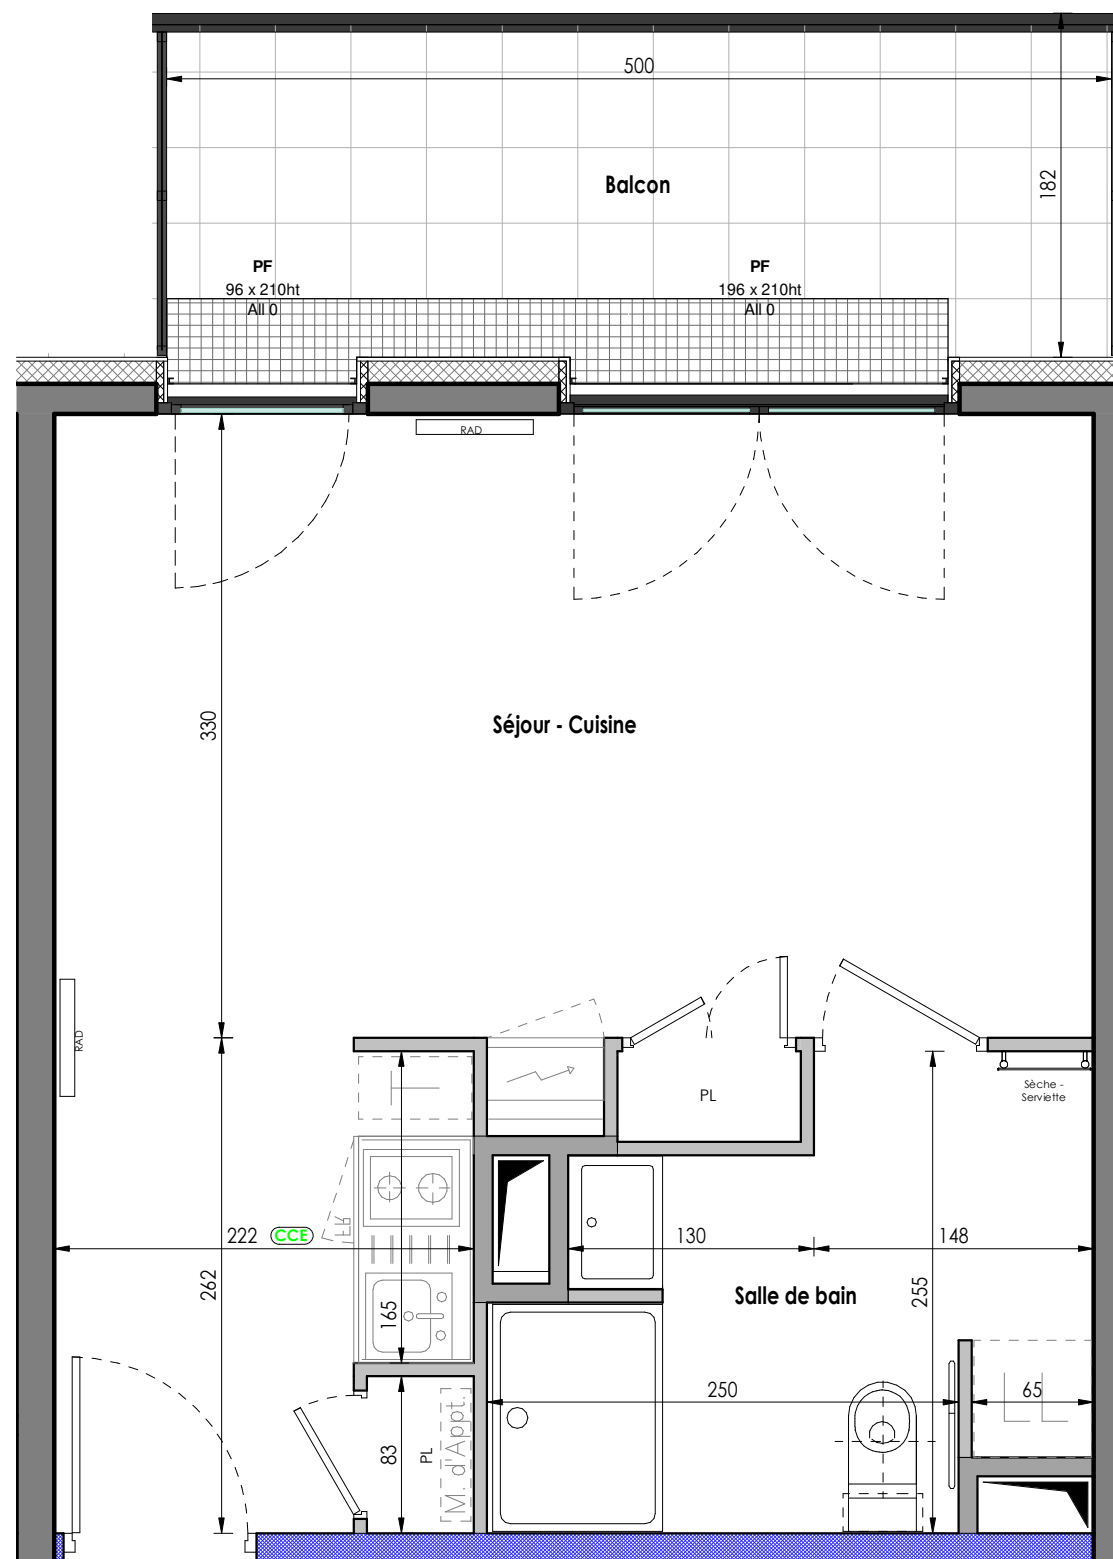 500
182
Balcon
PF
96 x 210ht
All 0
PF
196 x 210ht
All 0
RAD
330
Séjour - Cuisine
RAD
PL
Sèche -
Serviette
222
CCE
262
165
130
148
255
Salle de bain
250
65
LL
83
PL
M. d'Appt.